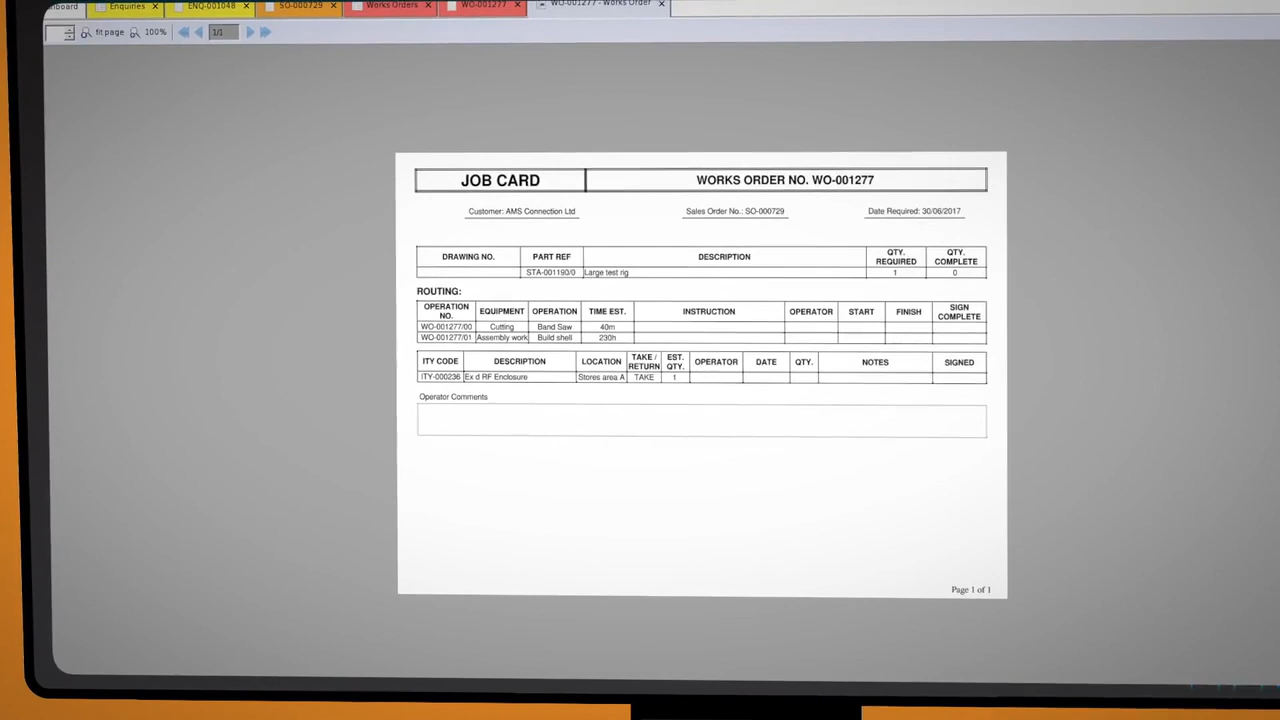 Enquiries x ENQ-001048 x SO-000729 x Works Orders x WO-001277 x WO-001277 - Works Order x
fit page 100% 1/1
JOB CARD WORKS ORDER NO. WO-001277
Customer: AMS Connection Ltd Sales Order No.: SO-000729 Date Required: 30/06/2017
DRAWING NO. PART REF DESCRIPTION QTY. REQUIRED QTY. COMPLETE
STA-001190/0 Large test rig 1 0
ROUTING:
OPERATION NO. EQUIPMENT OPERATION TIME EST. INSTRUCTION OPERATOR START FINISH SIGN COMPLETE
WO-001277/00 Cutting Band Saw 40m
WO-001277/01 Assembly work Build shell 230h
ITY CODE DESCRIPTION LOCATION TAKE / RETURN EST. QTY. OPERATOR DATE QTY. NOTES SIGNED
ITY-000236 Ex d RF Enclosure Stores area A TAKE 1
Operator Comments
Page 1 of 1